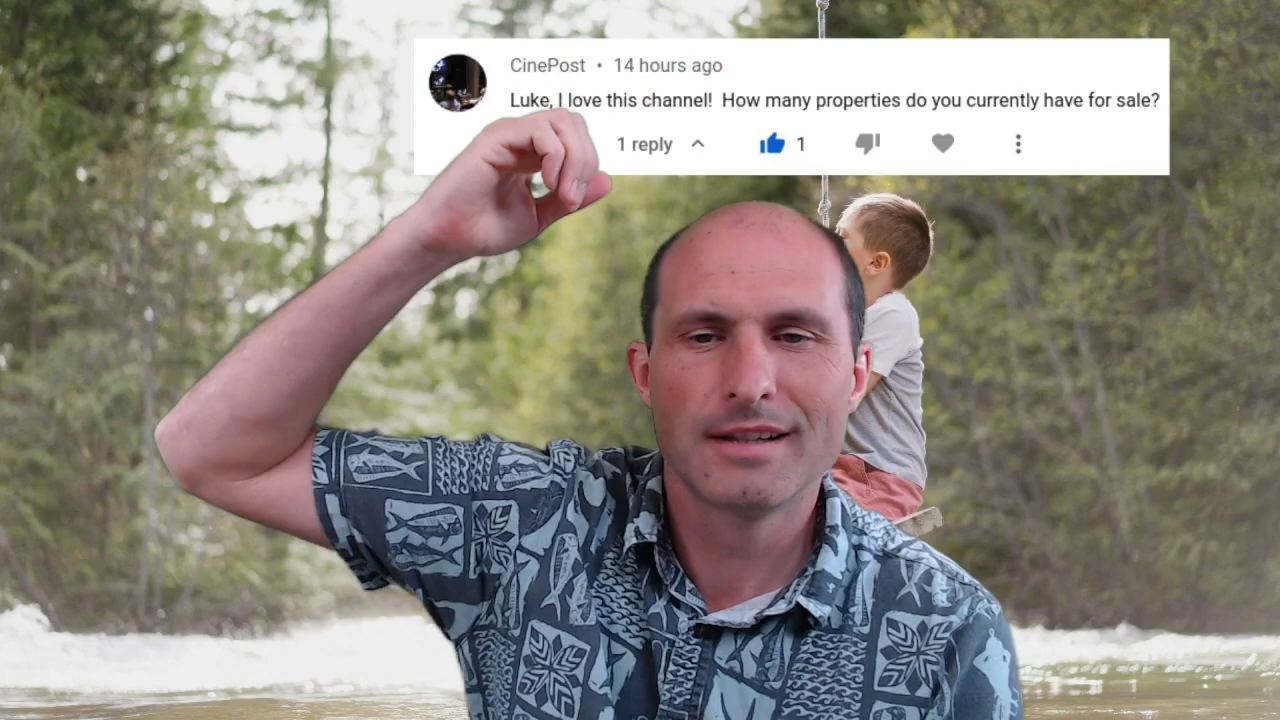 CinePost • 14 hours ago
Luke, I love this channel!  How many properties do you currently have for sale?
1 reply 1